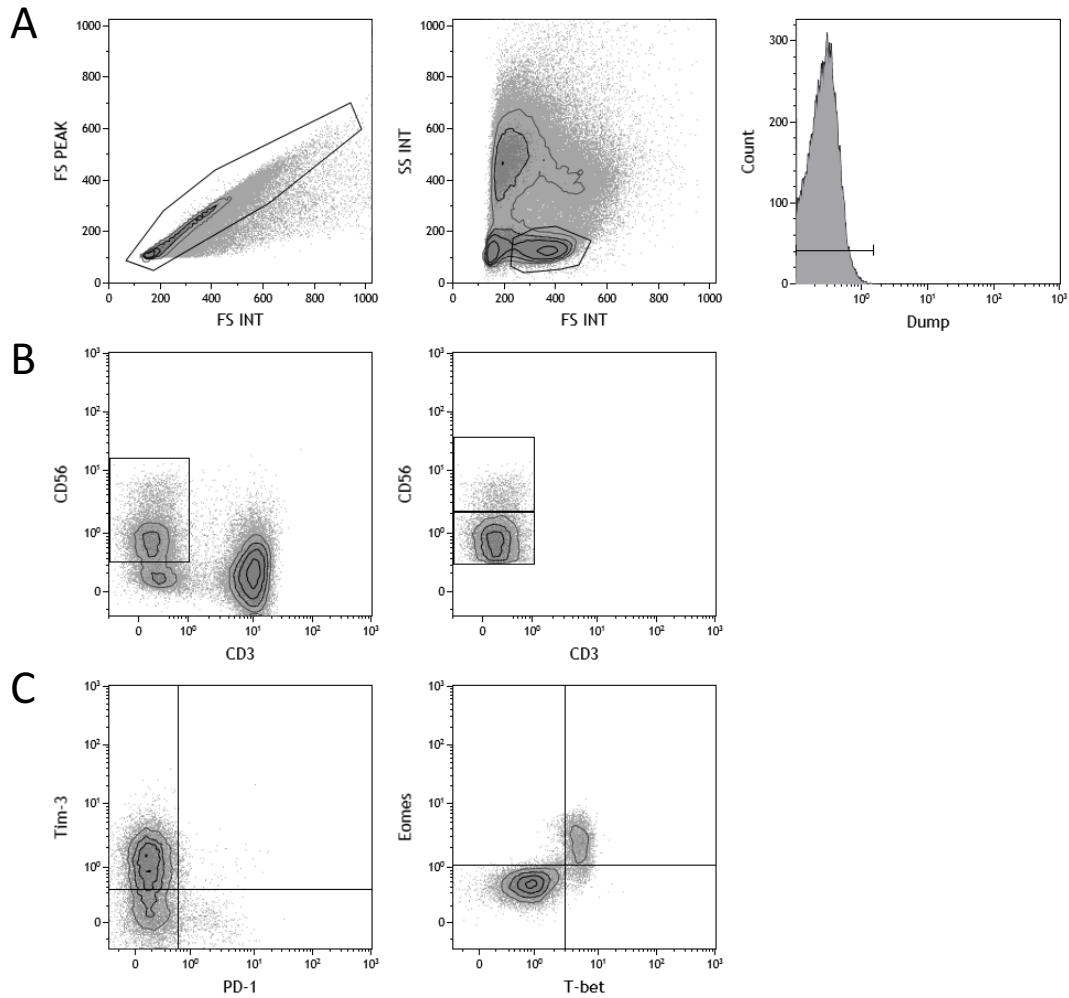 A
1000
800
600
400
200
0
FS PEAK
0 200 400 600 800 1000
FS INT
1000
800
600
400
200
0
SS INT
0 200 400 600 800 1000
FS INT
300
200
100
0
Count
10⁰ 10¹ 10² 10³
Dump
B
10³
10²
10¹
10⁰
0
CD56
0 10⁰ 10¹ 10² 10³
CD3
10³
10²
10¹
10⁰
0
CD56
0 10⁰ 10¹ 10² 10³
CD3
C
10³
10²
10¹
10⁰
0
Tim-3
0 10⁰ 10¹ 10² 10³
PD-1
10³
10²
10¹
10⁰
0
Eomes
0 10⁰ 10¹ 10² 10³
T-bet